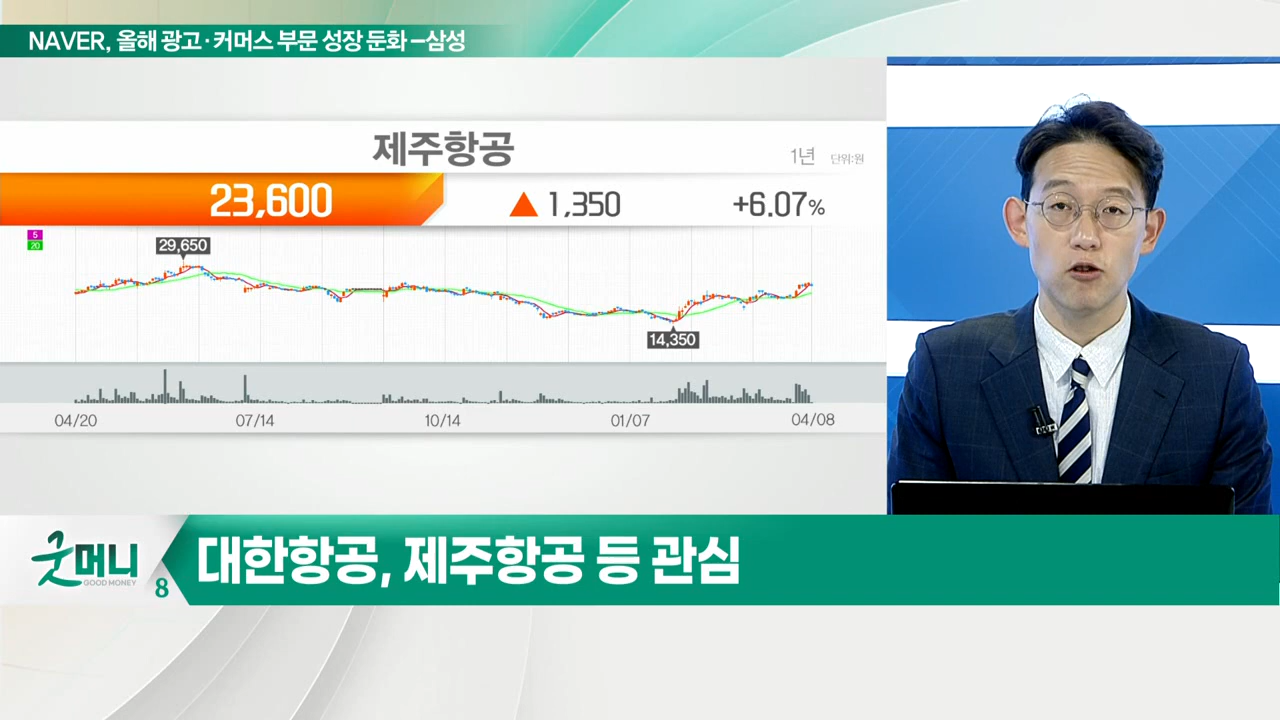 NAVER, 올해 광고·커머스 부문 성장 둔화 –삼성
제주항공
1년 단위:원
23,600 ▲ 1,350 +6.07%
5
20
29,650
14,350
04/20 07/14 10/14 01/07 04/08
굿머니
GOOD MONEY
8
대한항공, 제주항공 등 관심